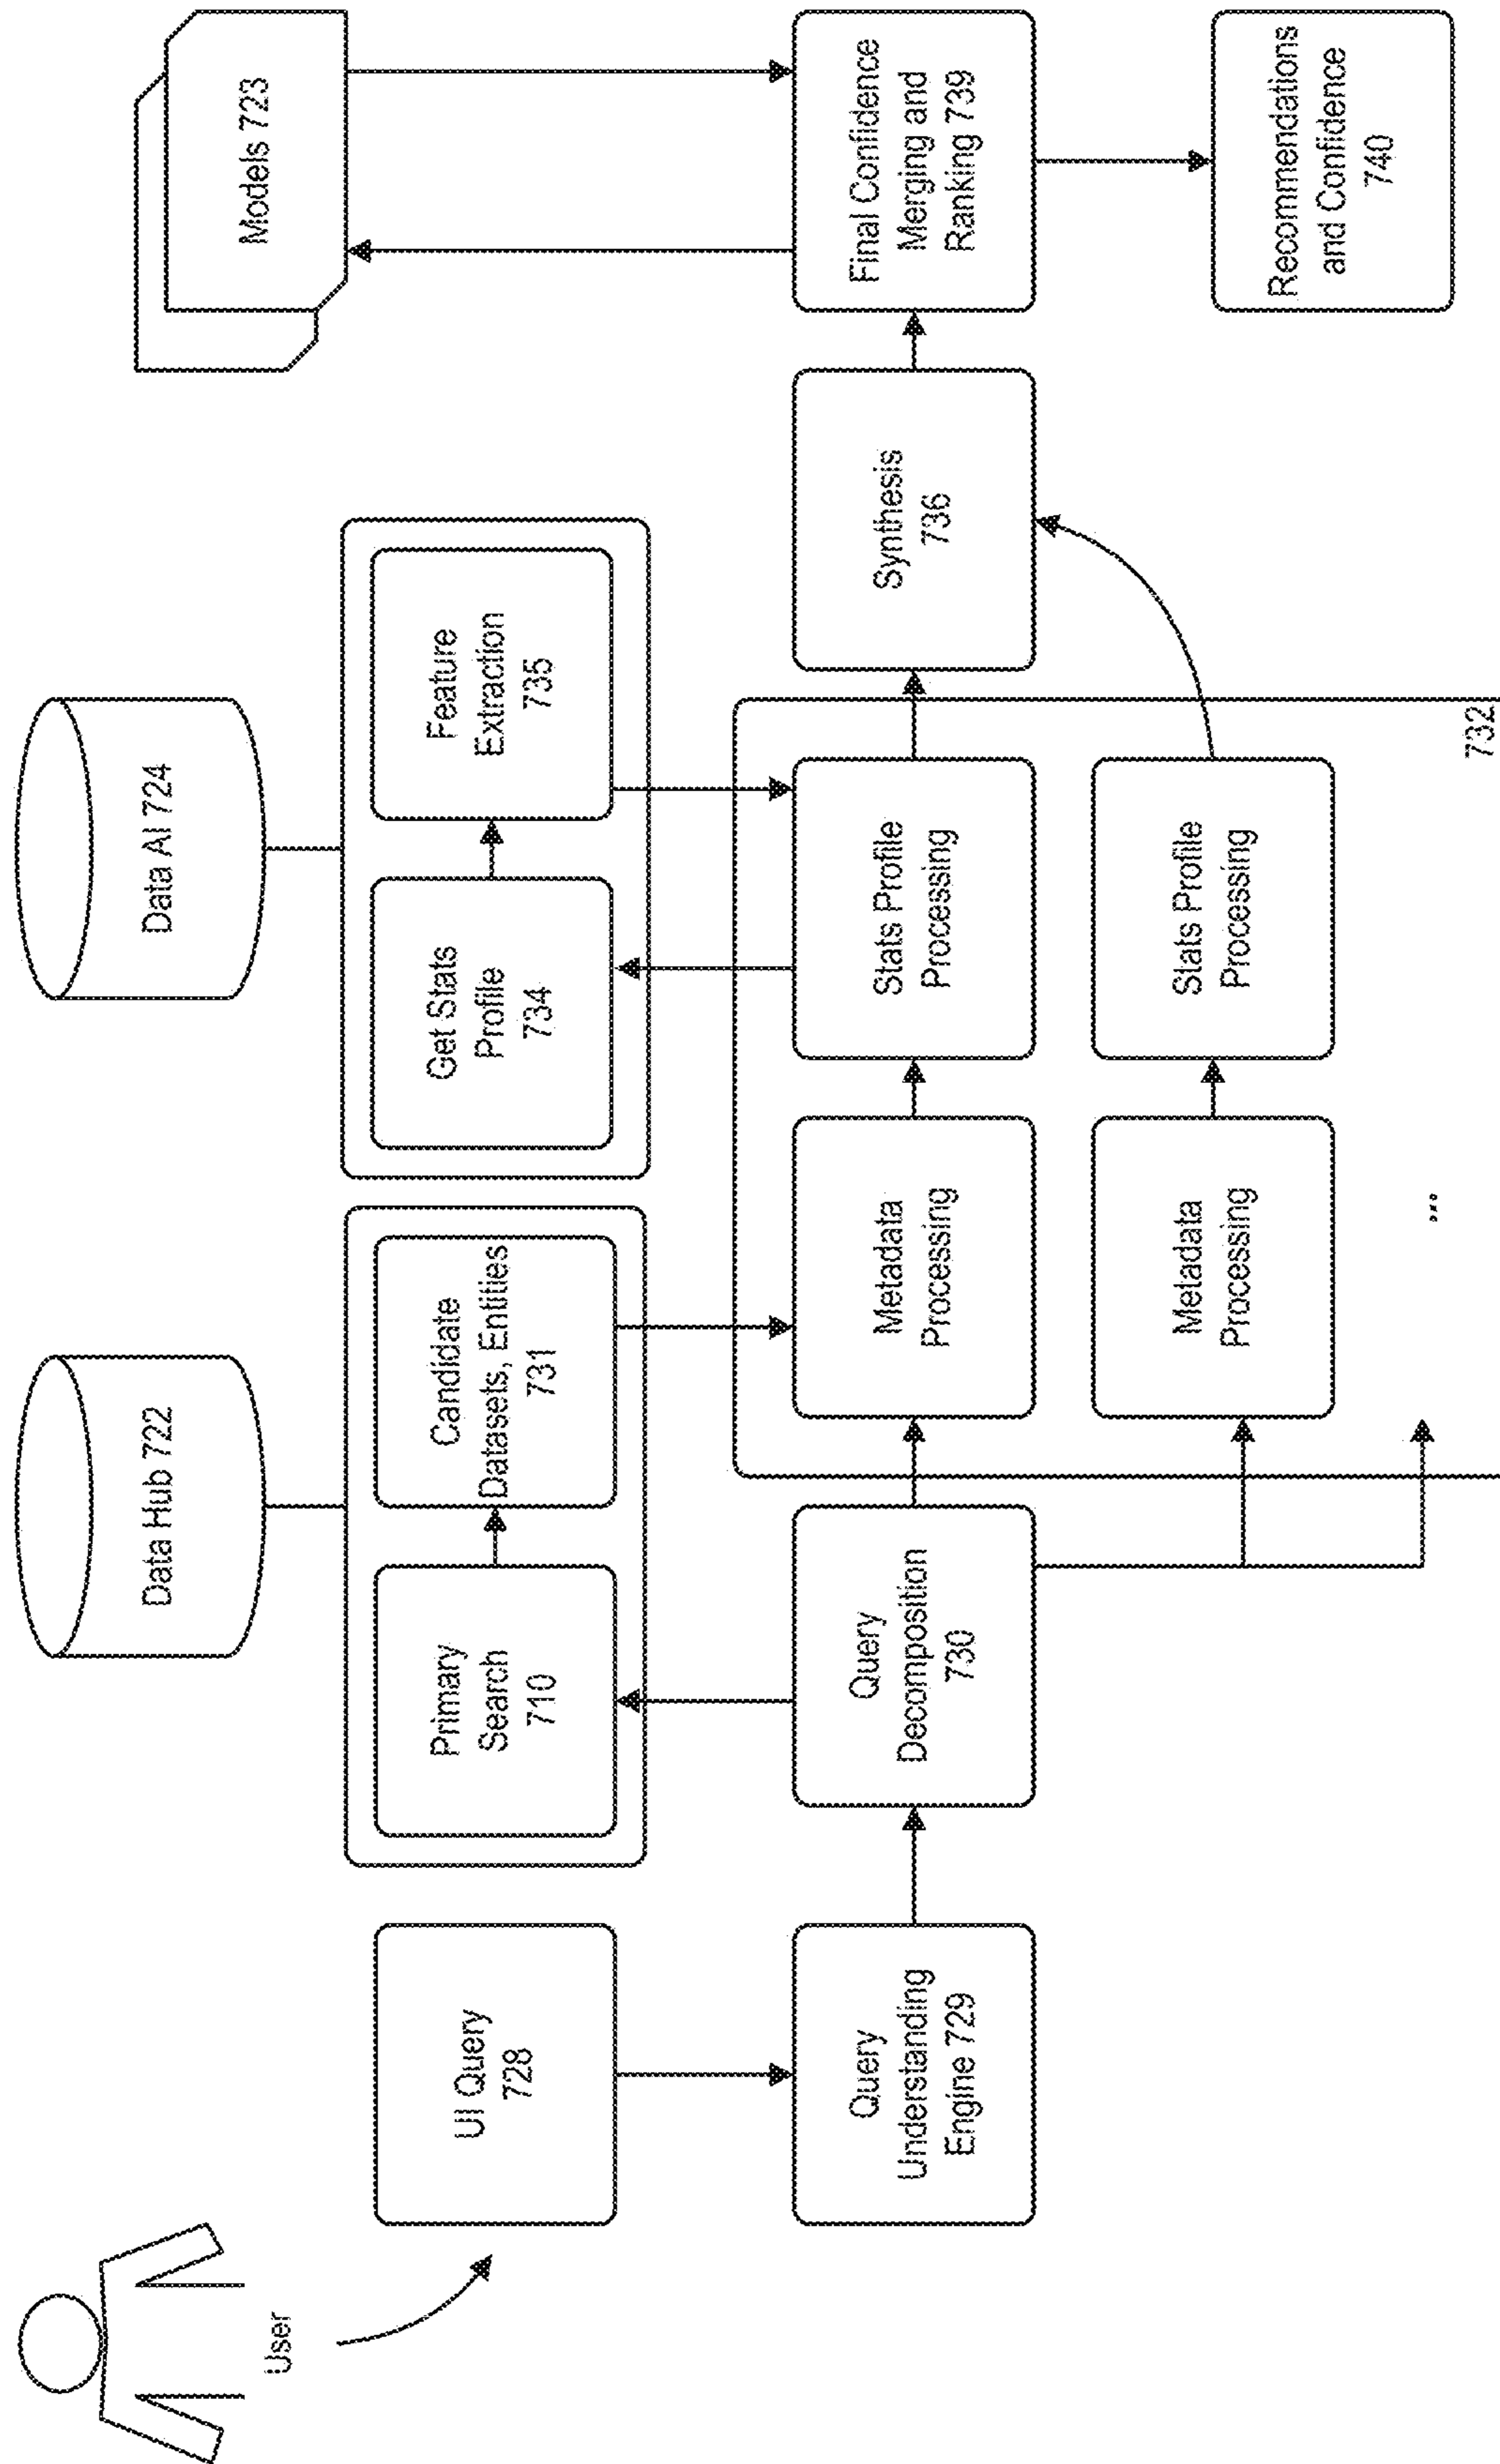 User
UI Query
728
Query
Understanding
Engine 729
Data Hub 722
Primary
Search
710
Candidate
Datasets, Entities
731
Query
Decomposition
730
Data AI 724
Get Stats
Profile
734
Feature
Extraction
735
Metadata
Processing
Stats Profile
Processing
Metadata
Processing
Stats Profile
Processing
...
732
Synthesis
736
Models 723
Final Confidence
Merging and
Ranking 739
Recommendations
and Confidence
740